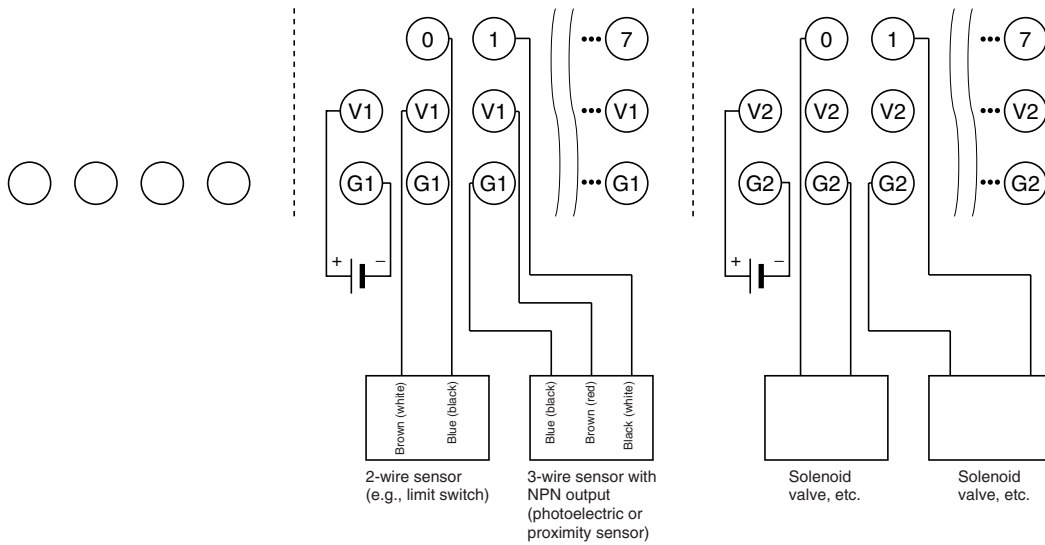 0 1 ••• 7 0 1 ••• 7
V1 V1 V1 ••• V1 V2 V2 V2 ••• V2
G1 G1 G1 ••• G1 G2 G2 G2 ••• G2
+ − + −
Brown (white)
Blue (black)
Blue (black)
Brown (red)
Black (white)
2-wire sensor
(e.g., limit switch)
3-wire sensor with
NPN output
(photoelectric or
proximity sensor)
Solenoid
valve, etc.
Solenoid
valve, etc.